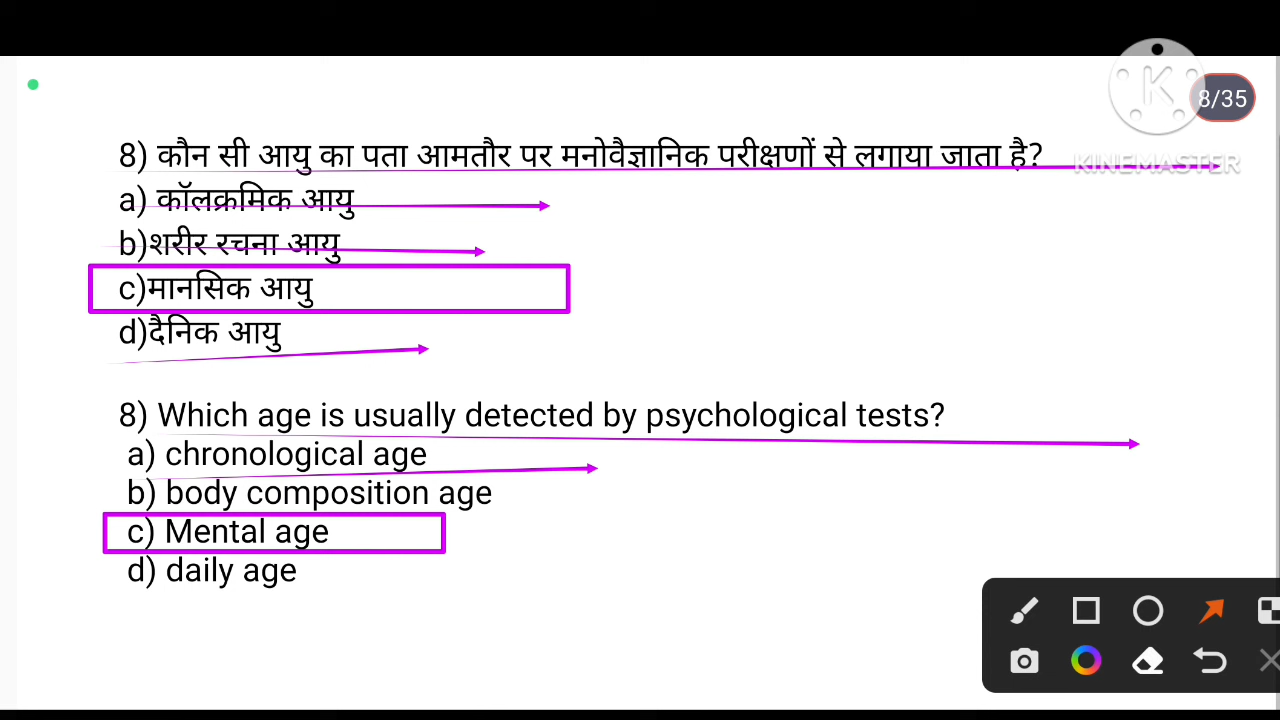 8/35
KINEMASTER
8) कौन सी आयु का पता आमतौर पर मनोवैज्ञानिक परीक्षणों से लगाया जाता है?
a) कॉलक्रमिक आयु
b)शरीर रचना आयु
c)मानसिक आयु
d)दैनिक आयु
8) Which age is usually detected by psychological tests?
a) chronological age
b) body composition age
c) Mental age
d) daily age